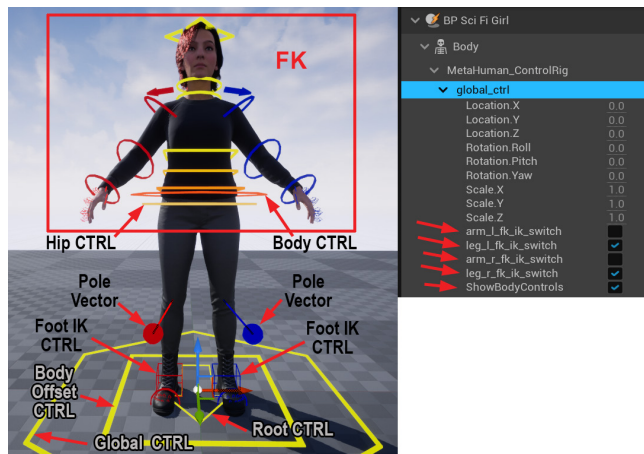 FK
Hip CTRL
Body CTRL
Pole
Vector
Pole
Vector
Foot IK
CTRL
Foot IK
CTRL
Body
Offset
CTRL
Global CTRL
Root CTRL
BP Sci Fi Girl
Body
MetaHuman_ControlRig
global_ctrl
Location.X 0.0
Location.Y 0.0
Location.Z 0.0
Rotation.Roll 0.0
Rotation.Pitch 0.0
Rotation.Yaw 0.0
Scale.X 1.0
Scale.Y 1.0
Scale.Z 1.0
arm_l_fk_ik_switch
leg_l_fk_ik_switch
arm_r_fk_ik_switch
leg_r_fk_ik_switch
ShowBodyControls